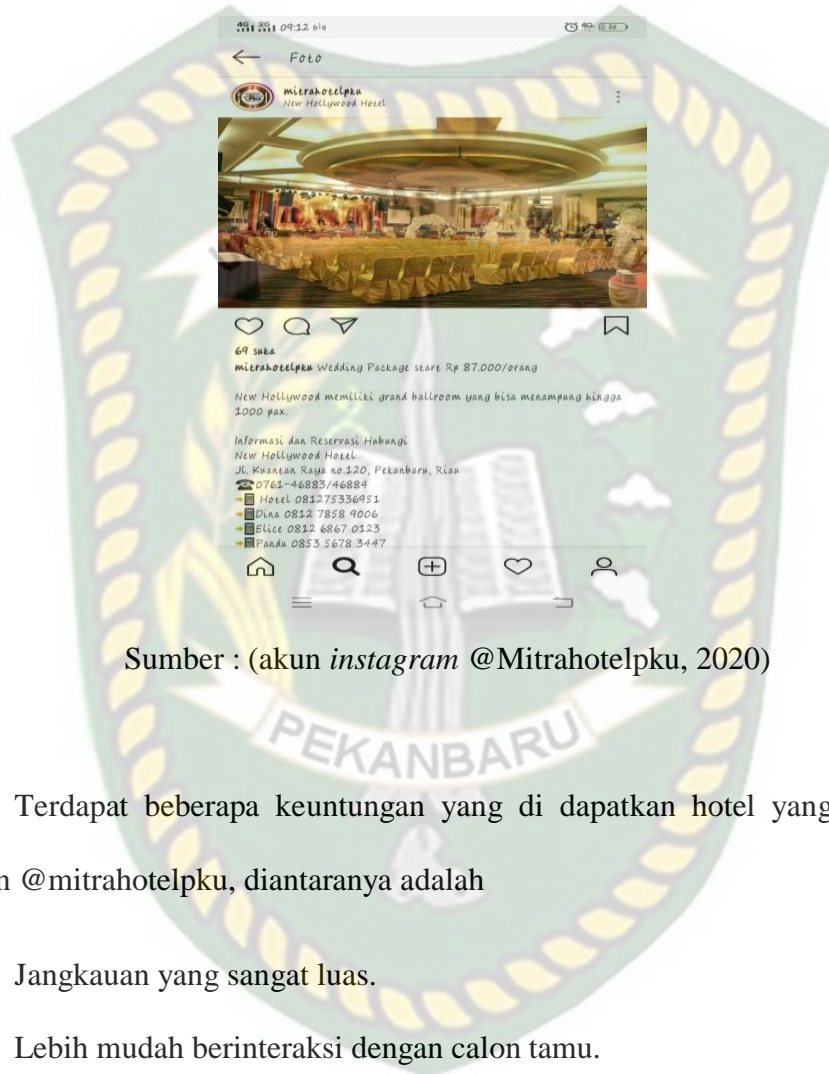 09:12
Foto
mitrahotelpku
New Hollywood Hotel
69 suka
mitrahotelpku Wedding Package start Rp 87.000/orang
New Hollywood memiliki grand ballroom yang bisa menampung hingga
1000 pax.
Informasi dan Reservasi Hubungi
New Hollywood Hotel
Jl. Kuantan Raya no.120, Pekanbaru, Riau
☎0761-46883/46884
Hotel 081275336951
Dina 0812 7858 9006
Elice 0812 6867 0123
Pandu 0853 5678 3447
Sumber : (akun instagram @Mitrahotelpku, 2020)
PEKANBARU
Terdapat beberapa keuntungan yang di dapatkan hotel yang
@mitrahotelpku, diantaranya adalah
Jangkauan yang sangat luas.
Lebih mudah berinteraksi dengan calon tamu.